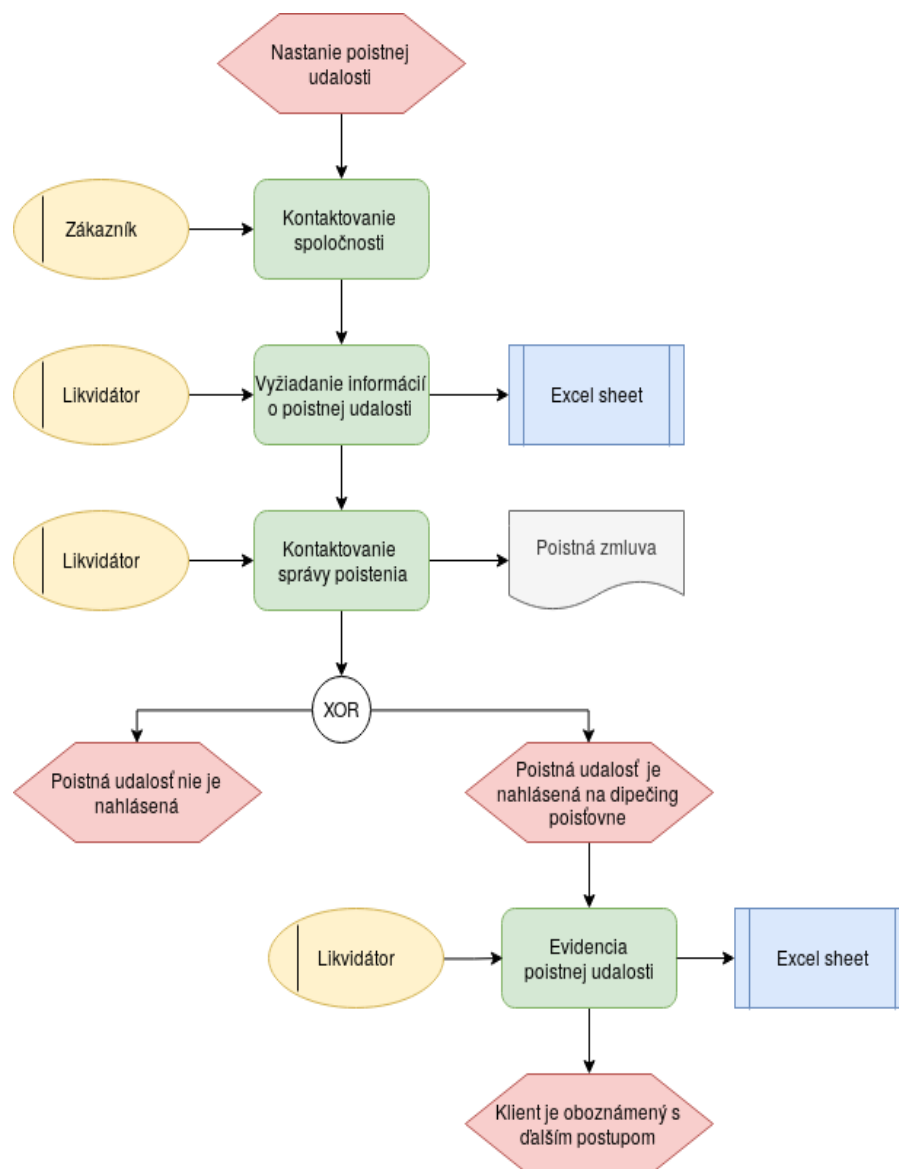 Nastanie poistnej
udalosti
Zákazník
Kontaktovanie
spoločnosti
Likvidátor
Vyžiadanie informácií
o poistnej udalosti
Excel sheet
Likvidátor
Kontaktovanie
správy poistenia
Poistná zmluva
XOR
Poistná udalosť nie je
nahlásená
Poistná udalosť je
nahlásená na dipečing
poisťovne
Likvidátor
Evidencia
poistnej udalosti
Excel sheet
Klient je oboznámený s
ďalším postupom